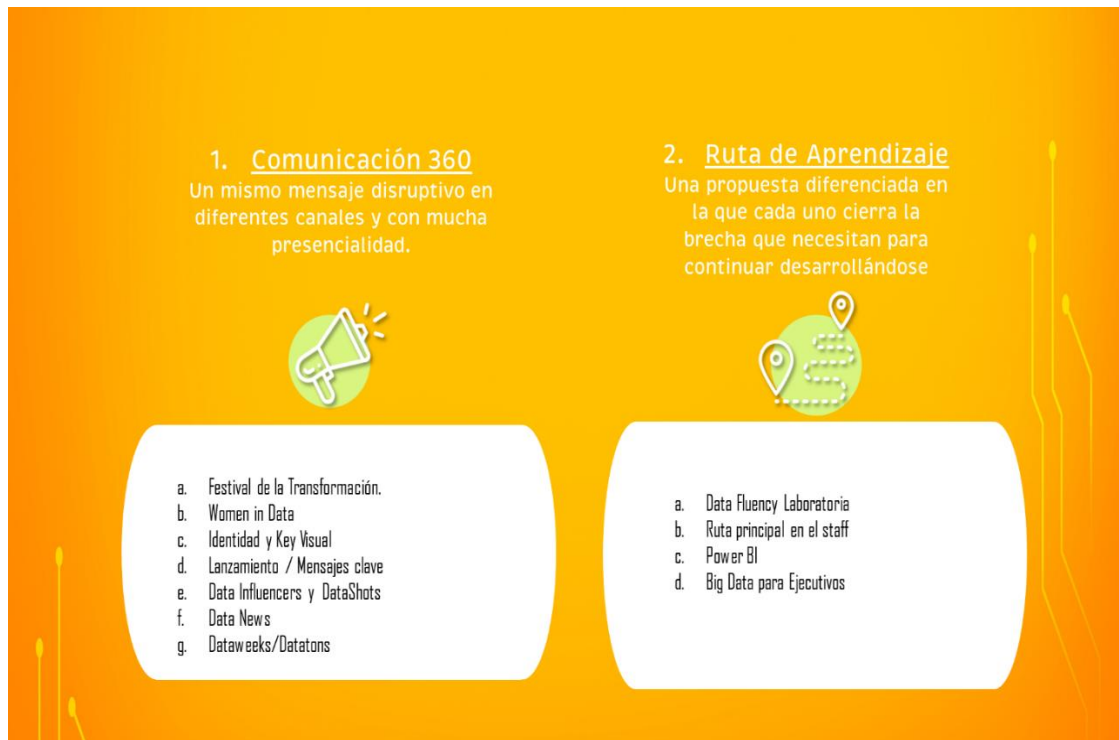 1. Comunicación 360
Un mismo mensaje disruptivo en
diferentes canales y con mucha
presencialidad.
a. Festival de la Transformación.
b. Women in Data
c. Identidad y Key Visual
d. Lanzamiento / Mensajes clave
e. Data Influencers y DataShots
f. Data News
g. Dataweeks/Datatons
2. Ruta de Aprendizaje
Una propuesta diferenciada en
la que cada uno cierra la
brecha que necesitan para
continuar desarrollándose
a. Data Fluency Laboratoria
b. Ruta principal en el staff
c. Power BI
d. Big Data para Ejecutivos